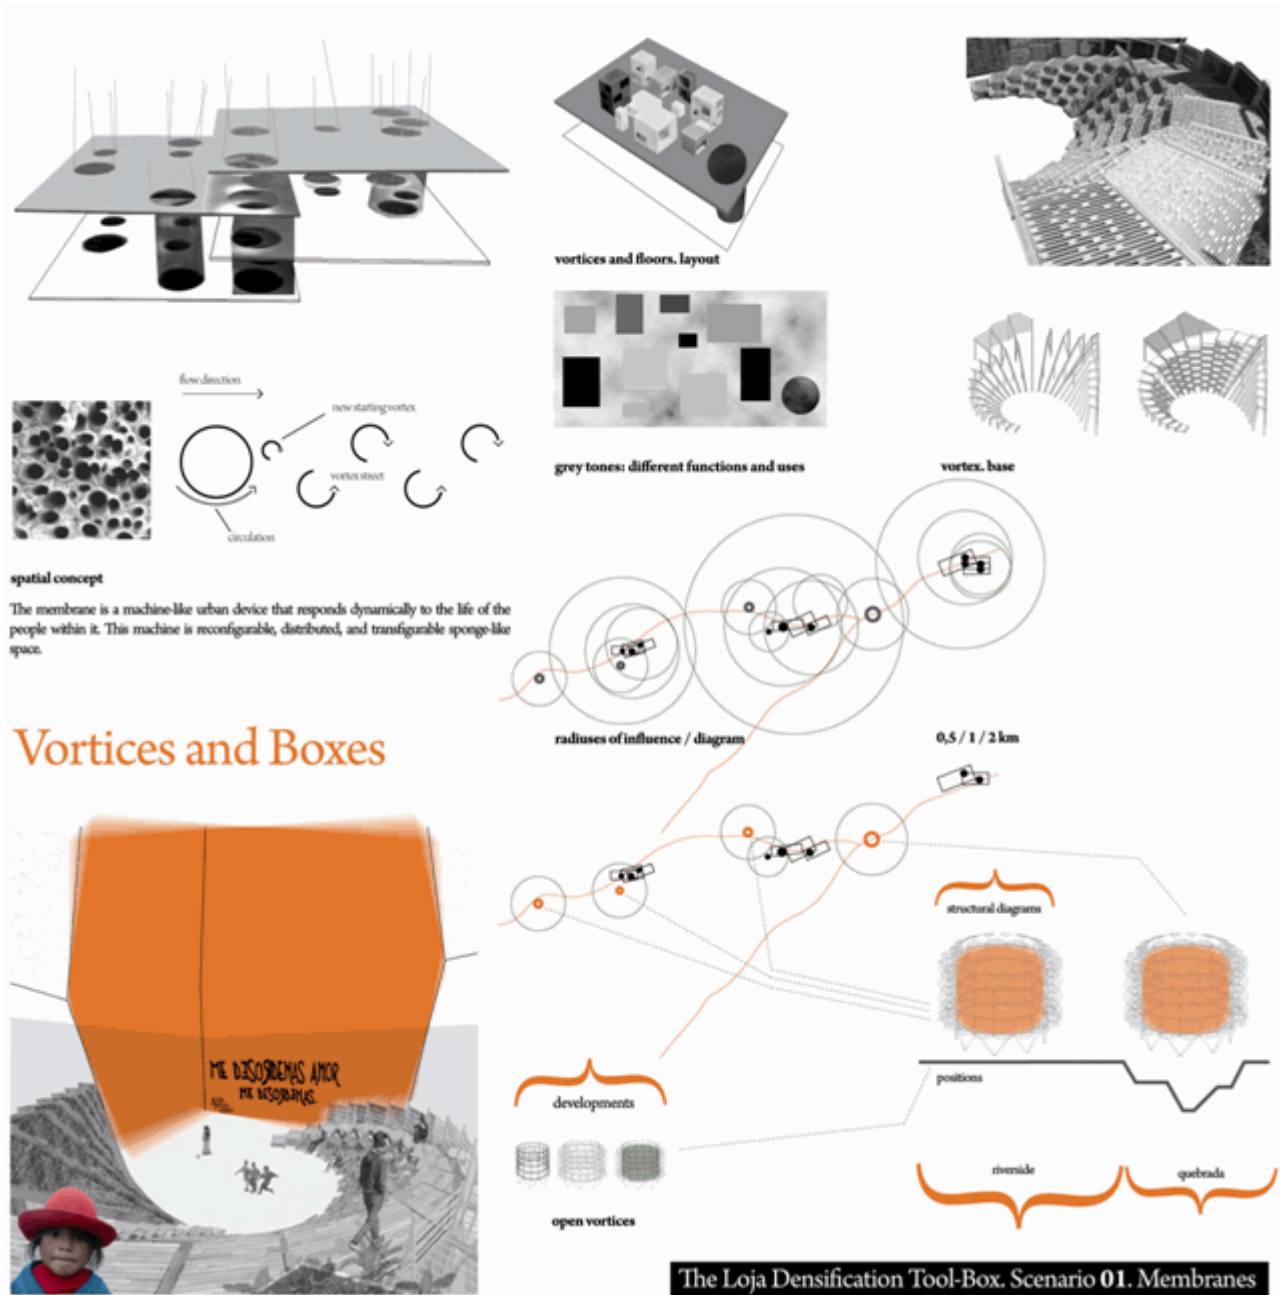 vortices and floors. layout
flow direction
new starting vortex
vortex street
circulation
grey tones: different functions and uses
vortex. base
spatial concept
The membrane is a machine-like urban device that responds dynamically to the life of the
people within it. This machine is reconfigurable, distributed, and transfigurable sponge-like
space.
radiuses of influence / diagram
0,5 / 1 / 2 km
Vortices and Boxes
structural diagrams
ME DESORDEMAS AMOR
ME DESORDEMAS.
positions
developments
riverside
quebrada
open vortices
The Loja Densification Tool-Box. Scenario 01. Membranes